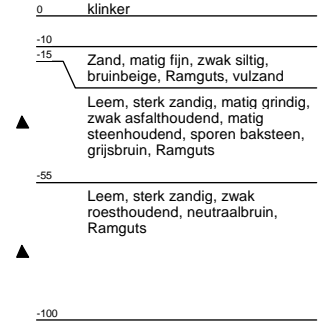 0 klinker
-10
-15 Zand, matig fijn, zwak siltig,
bruinbeige, Ramguts, vulzand
Leem, sterk zandig, matig grindig,
zwak asfalthoudend, matig
steenhoudend, sporen baksteen,
grijsbruin, Ramguts
-55
Leem, sterk zandig, zwak
roesthoudend, neutraalbruin,
Ramguts
-100